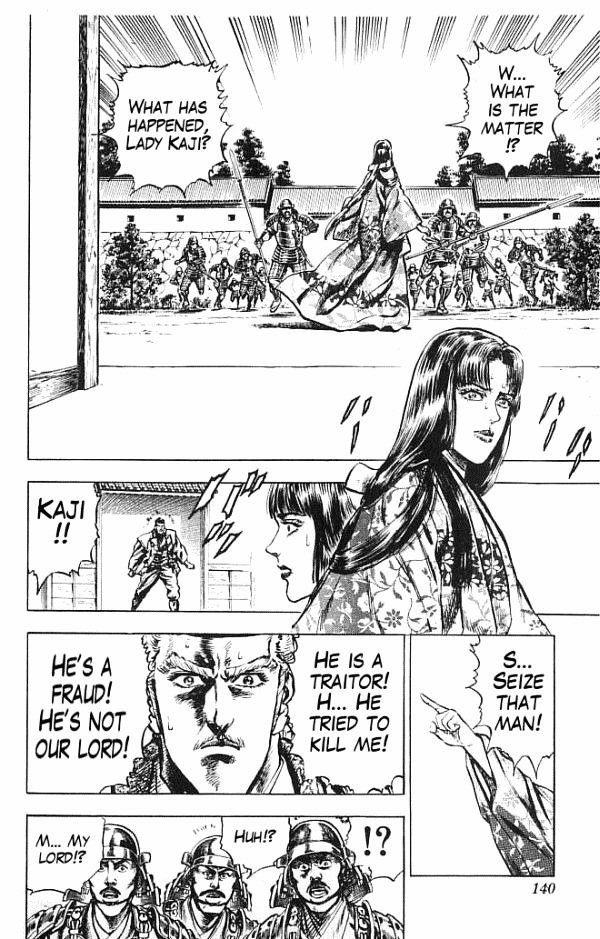 W...
WHAT
IS THE
MATTER
!?
WHAT HAS
HAPPENED,
LADY KAJI?
KAJI
!!
S...
SEIZE
THAT
MAN!
HE IS A
TRAITOR!
H... HE
TRIED TO
KILL ME!
HE'S A
FRAUD!
HE'S NOT
OUR LORD!
!?
HUH!?
M... MY
LORD!?
140